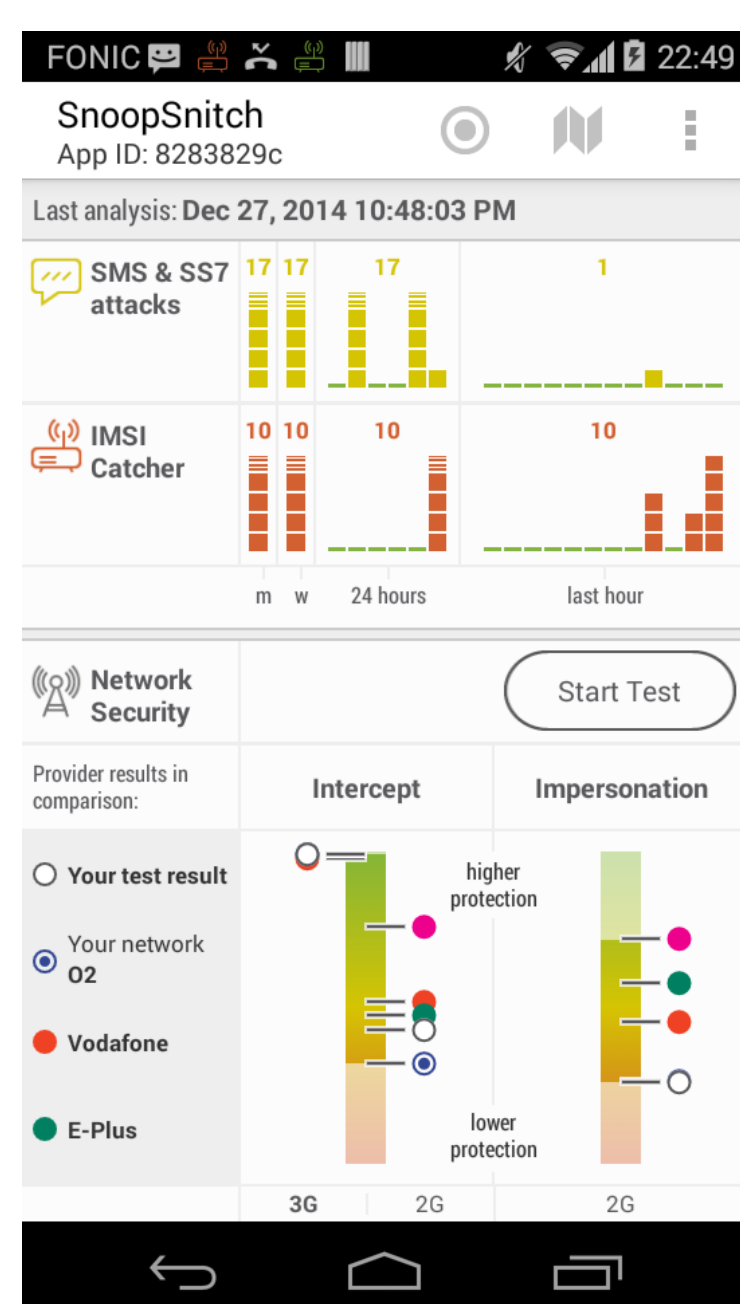 FONIC 22:49
SnoopSnitch
App ID: 8283829c
Last analysis: Dec 27, 2014 10:48:03 PM
SMS & SS7
attacks
17 17 17 1
IMSI
Catcher
10 10 10 10
m w 24 hours last hour
Network
Security
Start Test
Provider results in
comparison:
Intercept
Impersonation
Your test result
Your network
O2
Vodafone
E-Plus
higher
protection
lower
protection
3G 2G 2G